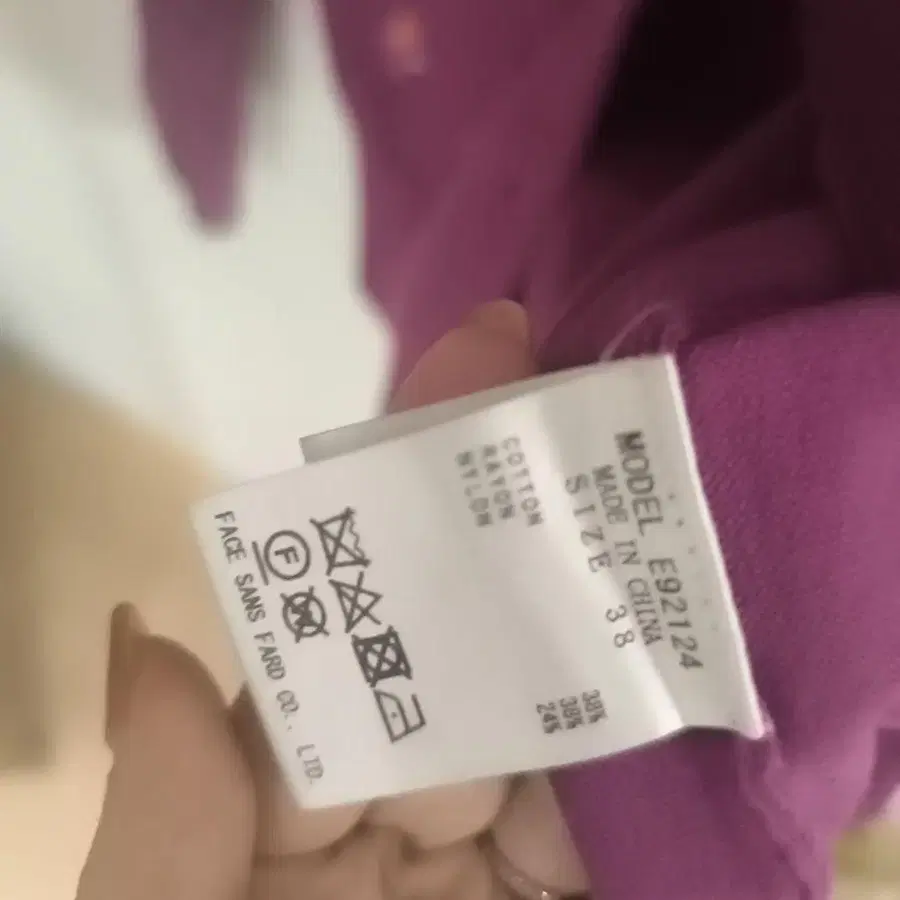 MODEL E92124
MADE IN CHINA
SIZE 38
COTTON 38%
RAYON 38%
NYLON 24%
F
W
FACE SANS FARD CO., LTD.